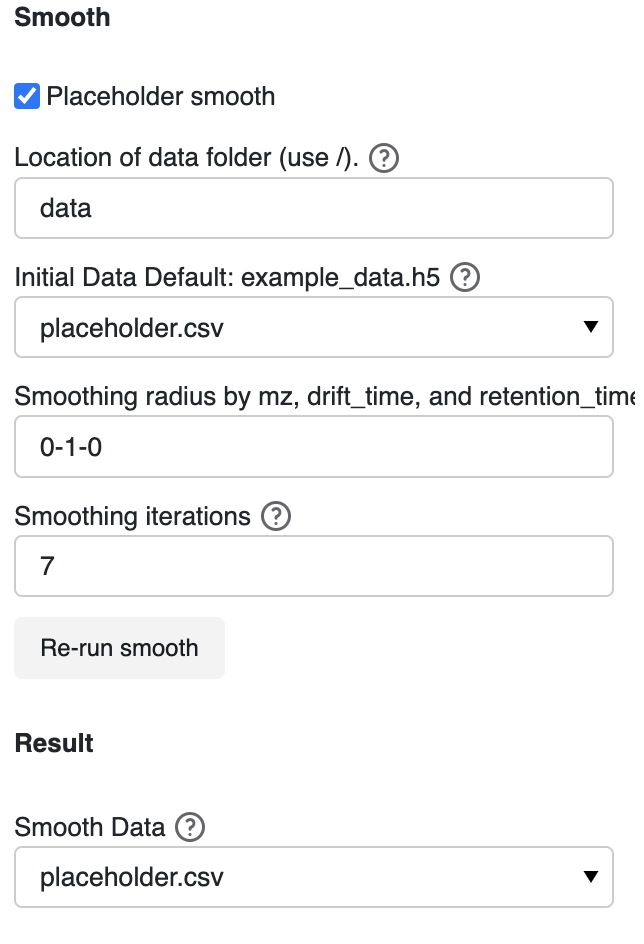 Smooth
Placeholder smooth
Location of data folder (use /). ?
data
Initial Data Default: example_data.h5 ?
placeholder.csv
Smoothing radius by mz, drift_time, and retention_time
0-1-0
Smoothing iterations ?
7
Re-run smooth
Result
Smooth Data ?
placeholder.csv